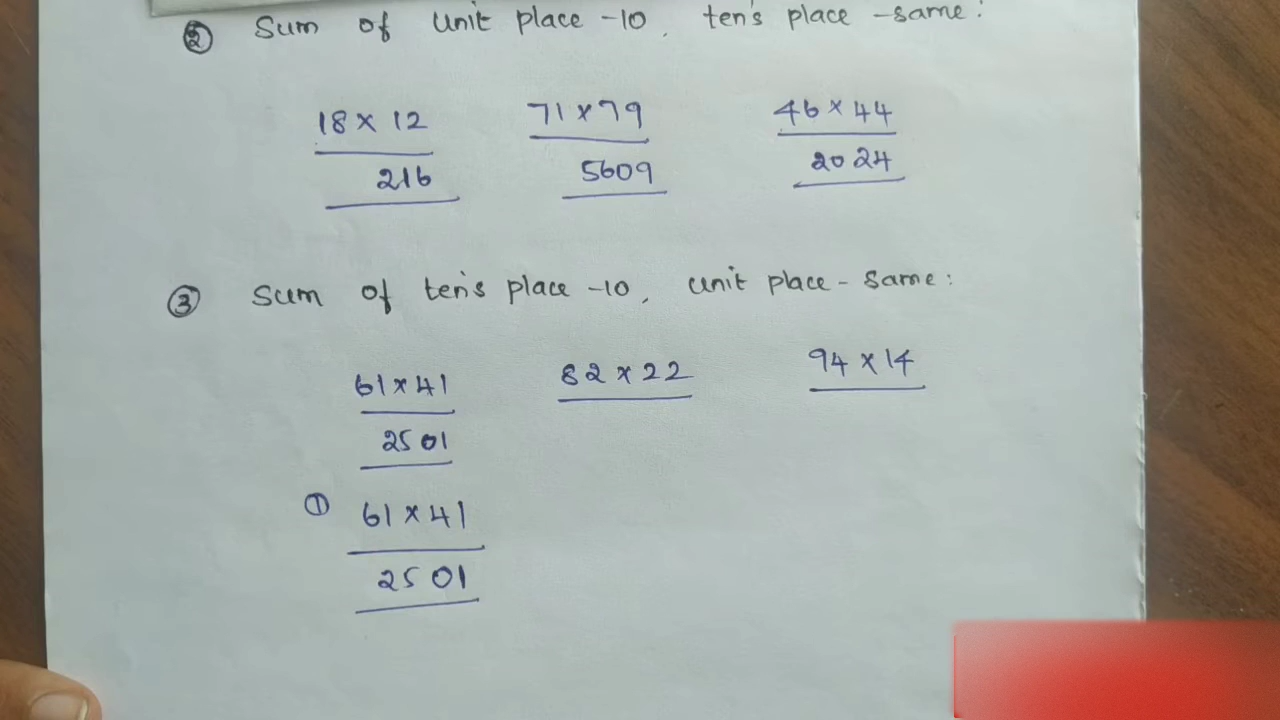 ② Sum of Unit place -10, ten's place -same:
18 x 12 71 x 79 46 x 44
216 5609 2024
③ Sum of ten's place -10, Unit place - Same:
61 x 41 82 x 22 94 x 14
2501
① 61 x 41
2501